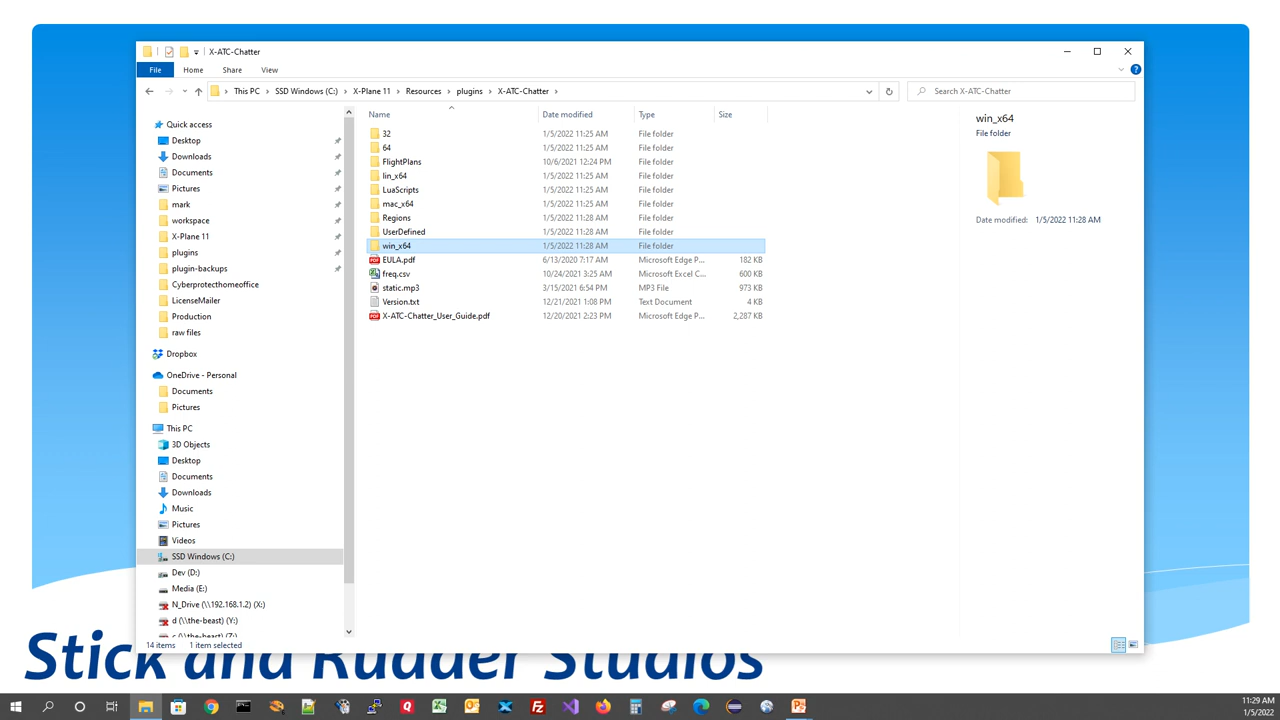 X-ATC-Chatter
File Home Share View
This PC SSD Windows (C:) X-Plane 11 Resources plugins X-ATC-Chatter
Search X-ATC-Chatter
Quick access
Desktop
Downloads
Documents
Pictures
mark
workspace
X-Plane 11
plugins
plugin-backups
Cyberprotecthomeoffice
LicenseMailer
Production
raw files
Dropbox
OneDrive - Personal
Documents
Pictures
This PC
3D Objects
Desktop
Documents
Downloads
Music
Pictures
Videos
SSD Windows (C:)
Dev (D:)
Media (E:)
N_Drive (\\192.168.1.2) (X:)
d (\\the-beast) (Y:)
c (\\the-beast) (Z:)
Name Date modified Type Size
32 1/5/2022 11:25 AM File folder
64 1/5/2022 11:25 AM File folder
FlightPlans 10/6/2021 12:24 PM File folder
lin_x64 1/5/2022 11:25 AM File folder
LuaScripts 1/5/2022 11:25 AM File folder
mac_x64 1/5/2022 11:25 AM File folder
Regions 1/5/2022 11:28 AM File folder
UserDefined 1/5/2022 11:28 AM File folder
win_x64 1/5/2022 11:28 AM File folder
EULA.pdf 6/13/2020 7:17 AM Microsoft Edge P... 182 KB
freq.csv 10/24/2021 3:25 AM Microsoft Excel C... 600 KB
static.mp3 3/15/2021 6:54 PM MP3 File 973 KB
Version.txt 12/21/2021 1:08 PM Text Document 4 KB
X-ATC-Chatter_User_Guide.pdf 12/20/2021 2:23 PM Microsoft Edge P... 2,287 KB
win_x64
File folder
Date modified: 1/5/2022 11:28 AM
14 items 1 item selected
Stick and Rudder Studios
11:29 AM
1/5/2022